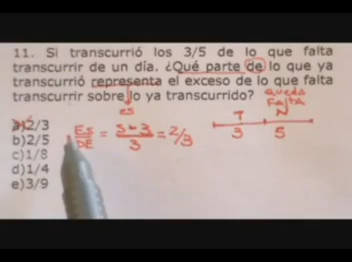 11. Si transcurrió los 3/5 de lo que falta
transcurrir de un día. ¿Qué parte de lo que ya
transcurrió representa el exceso de lo que falta
transcurrir sobre lo ya transcurrido?
es
Queda
Falta
a)2/3
b)2/5
c)1/8
d)1/4
e)3/9
ES/DE = 5-3/3 = 2/3
T
3 5